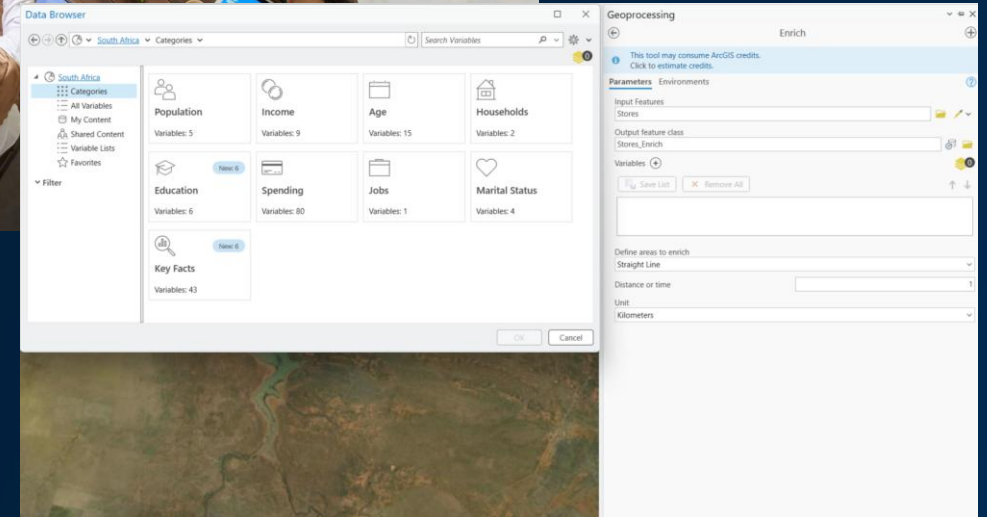 Data Browser
South Africa
Categories
Search Variables
0
South Africa
Categories
All Variables
My Content
Shared Content
Variable Lists
Favorites
Filter
Population
Variables: 5
Income
Variables: 9
Age
Variables: 15
Households
Variables: 2
New: 6
Education
Variables: 6
Spending
Variables: 80
Jobs
Variables: 1
Marital Status
Variables: 4
New: 6
Key Facts
Variables: 43
OK
Cancel
Geoprocessing
Enrich
This tool may consume ArcGIS credits.
Click to estimate credits.
Parameters Environments
Input Features
Stores
Output feature class
Stores_Enrich
Variables
0
Save List
Remove All
Define areas to enrich
Straight Line
Distance or time
1
Unit
Kilometers